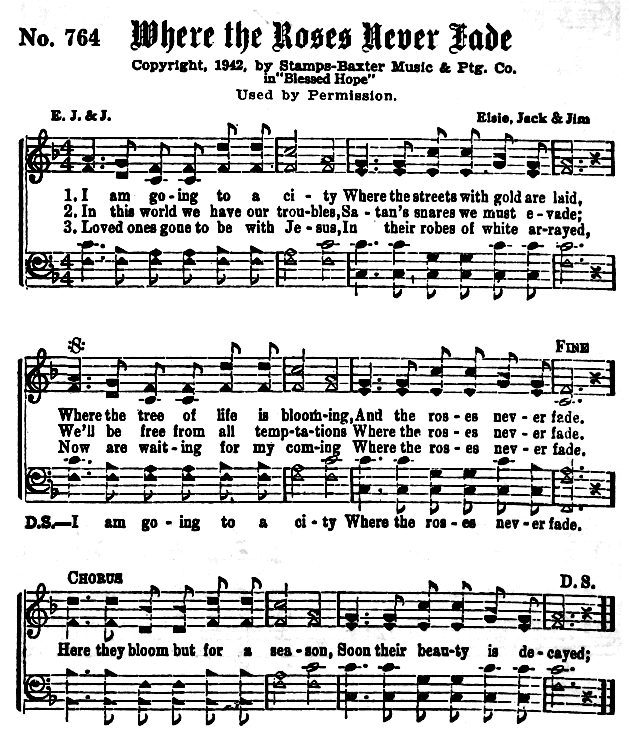 No. 764 Where the Roses Never Fade
Copyright, 1942, by Stamps-Baxter Music & Ptg. Co.
in "Blessed Hope"
Used by Permission.
E. J. & J. Elsie, Jack & Jim
1. I am go-ing to a ci-ty Where the streets with gold are laid,
2. In this world we have our trou-bles, Sa-tan's snares we must e-vade;
3. Loved ones gone to be with Je-sus, In their robes of white ar-rayed,
FINE
Where the tree of life is bloom-ing, And the ros-es nev-er fade.
We'll be free from all temp-ta-tions Where the ros-es nev-er fade.
Now are wait-ing for my com-ing Where the ros-es nev-er fade.
D.S.—I am go-ing to a ci-ty Where the ros-es nev-er fade.
CHORUS D. S.
Here they bloom but for a sea-son, Soon their beau-ty is de-cayed;